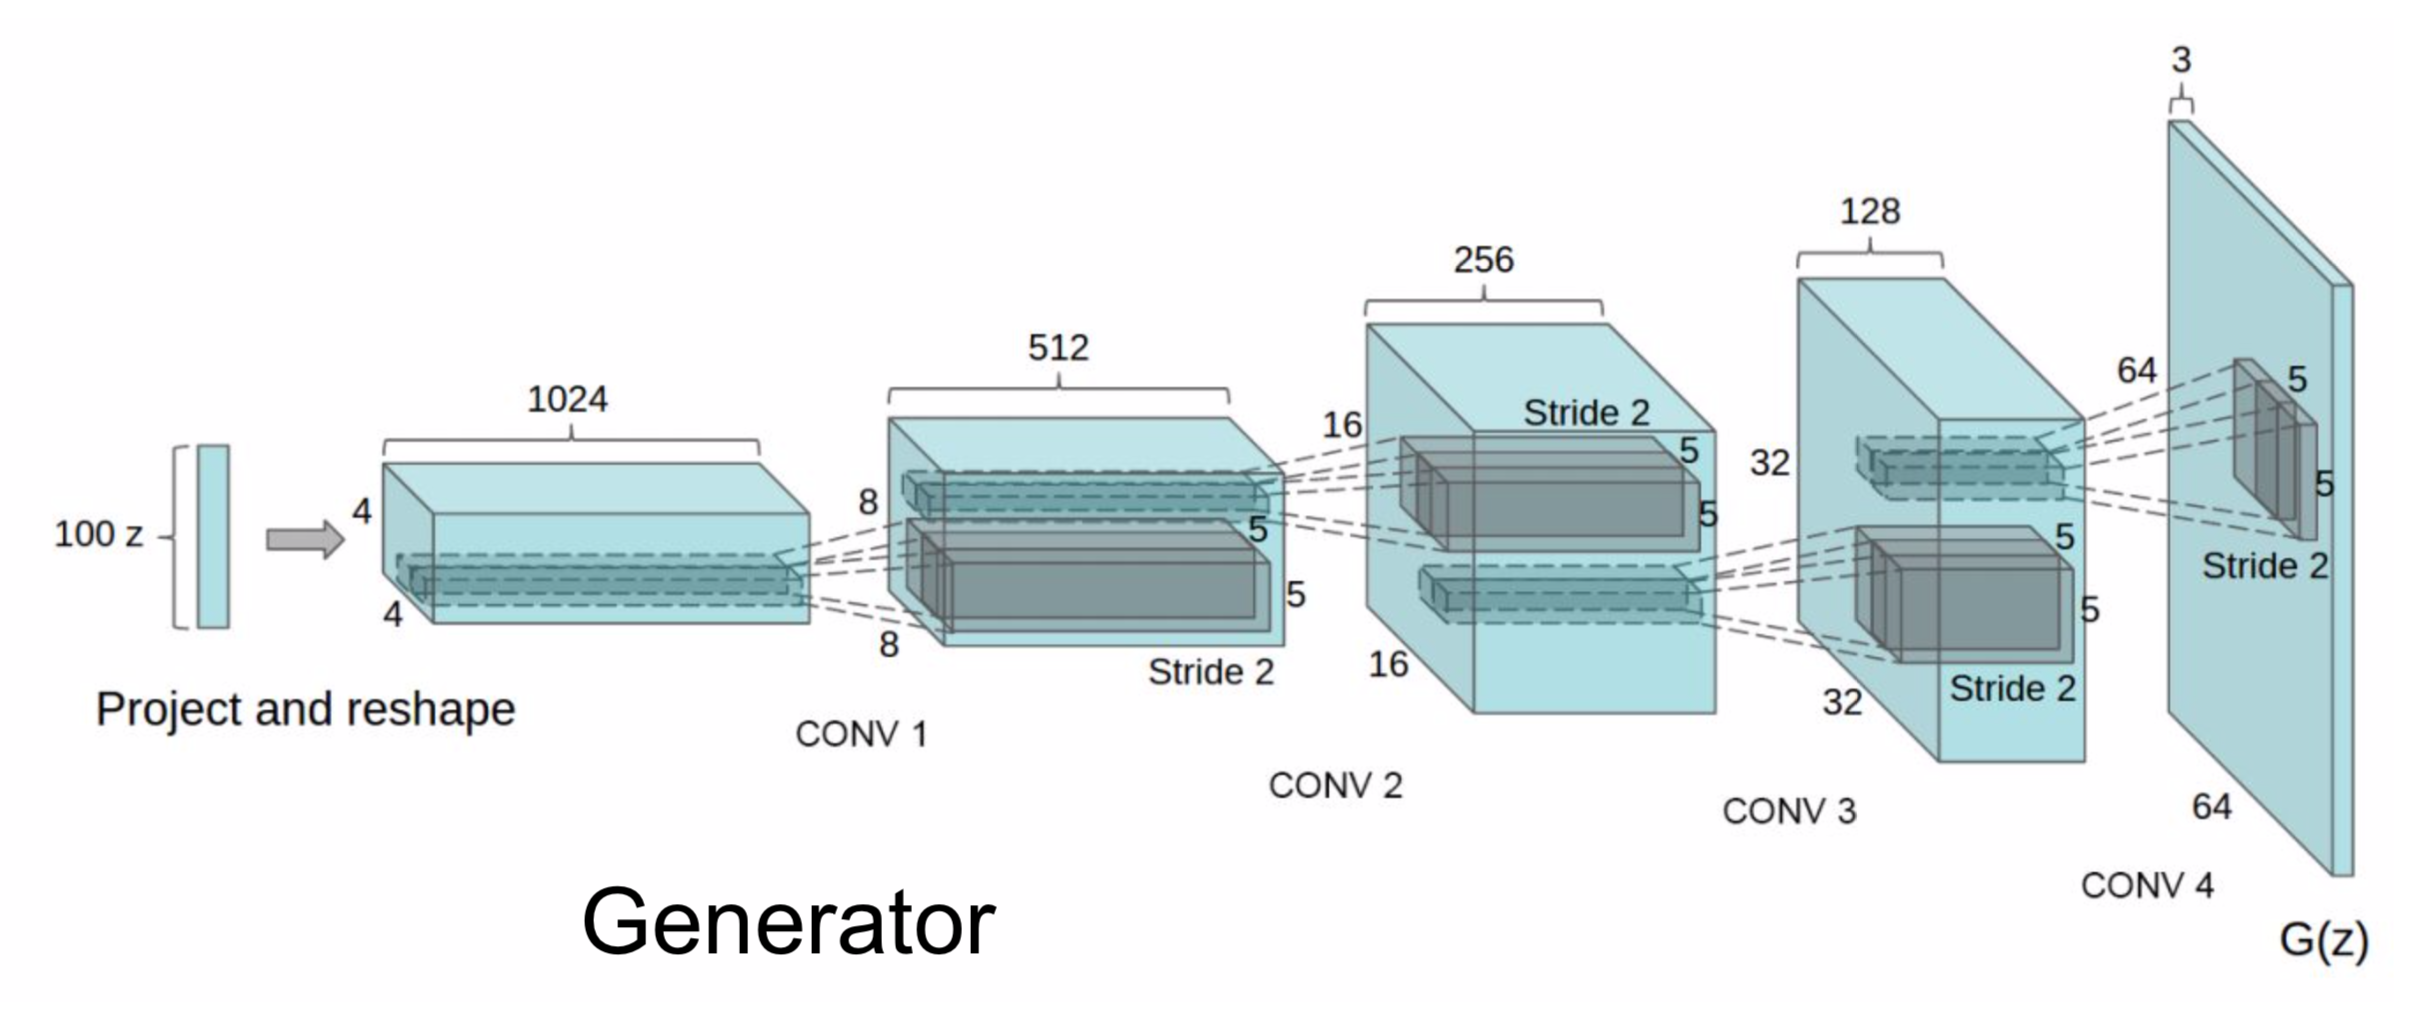 100 z
Project and reshape
1024
4
4
512
8
8
5
5
Stride 2
CONV 1
256
16
16
Stride 2
5
5
CONV 2
128
32
32
5
5
Stride 2
CONV 3
3
64
64
5
5
Stride 2
CONV 4
G(z)
Generator